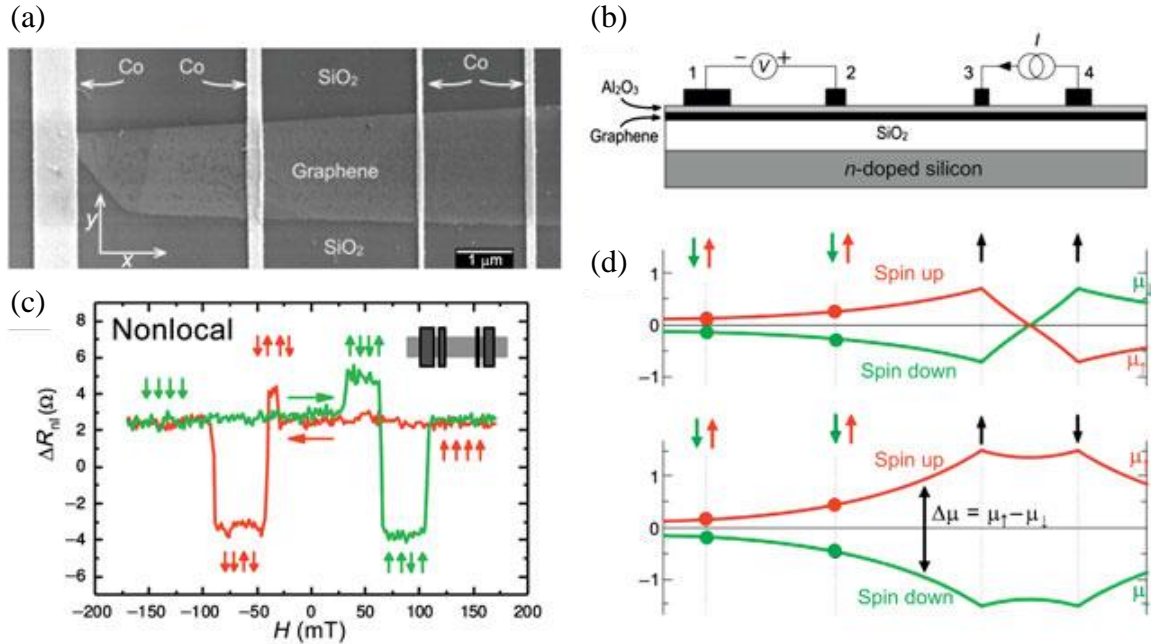 (a)
Co
Co
SiO₂
Co
Graphene
y
x
SiO₂
1 μm
(b)
I
1
− V +
2
3
4
Al₂O₃
Graphene
SiO₂
n-doped silicon
(c)
Nonlocal
↓↑↑↓
↑↓↓↑
↓↓↓↓
↑↑↑↑
↓↓↑↓
↑↑↓↑
8
6
4
2
0
−2
−4
−6
ΔRnl (Ω)
−200 −150 −100 −50 0 50 100 150 200
H (mT)
(d)
1
0
−1
Spin up
Spin down
μ↓
μ↑
1
0
−1
Spin up
Spin down
Δμ = μ↑−μ↓
μ
μ